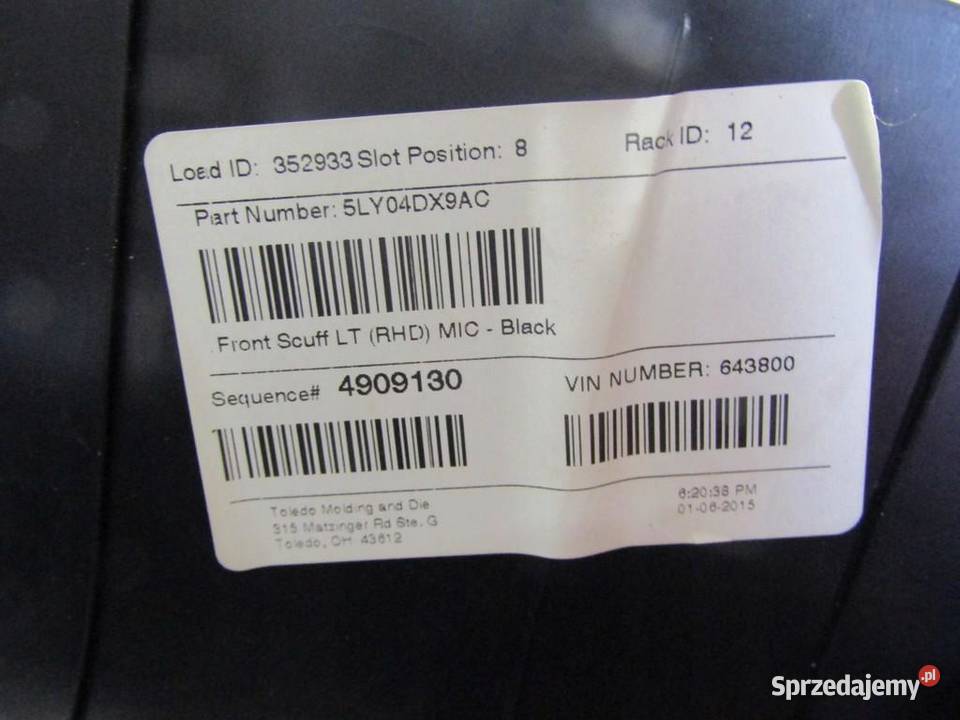 Load ID: 352933 Slot Position: 8 Rack ID: 12
Part Number: 5LY04DX9AC
Front Scuff LT (RHD) MIC - Black
Sequence# 4909130 VIN NUMBER: 643800
Toledo Molding and Die
315 Matzinger Rd Ste. G
Toledo, OH 43612
6:20:38 PM
01-06-2015
Sprzedajemy.pl